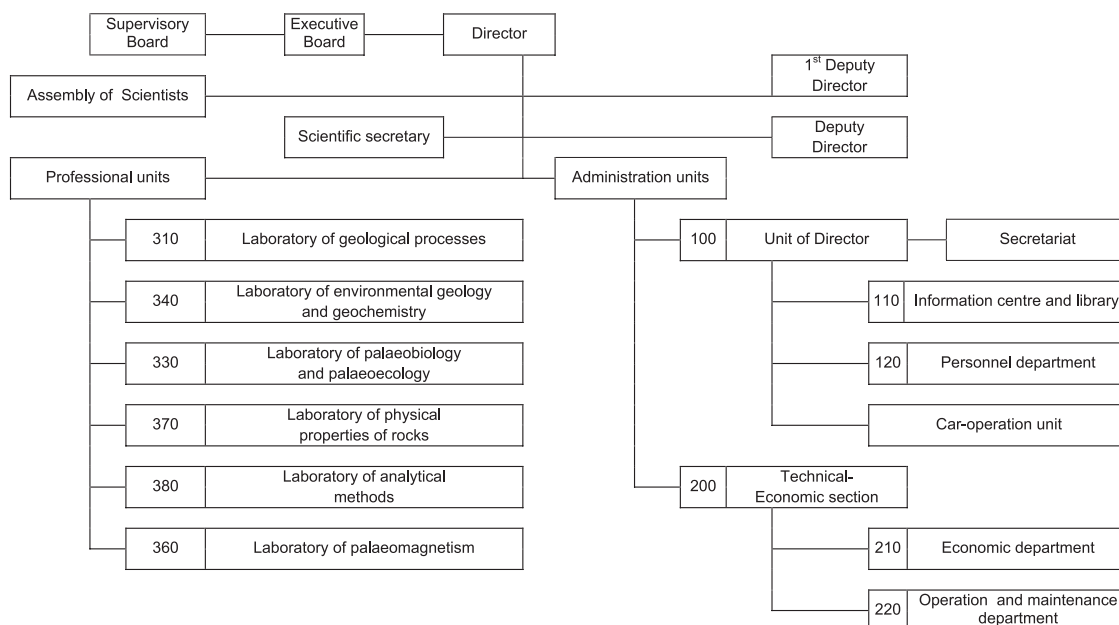 Supervisory
Board
Executive
Board
Director
1st Deputy
Director
Assembly of Scientists
Scientific secretary
Deputy
Director
Professional units
Administration units
310 Laboratory of geological processes
340 Laboratory of environmental geology
and geochemistry
330 Laboratory of palaeobiology
and palaeoecology
370 Laboratory of physical
properties of rocks
380 Laboratory of analytical
methods
360 Laboratory of palaeomagnetism
100 Unit of Director
Secretariat
110 Information centre and library
120 Personnel department
Car-operation unit
200 Technical-
Economic section
210 Economic department
220 Operation and maintenance
department